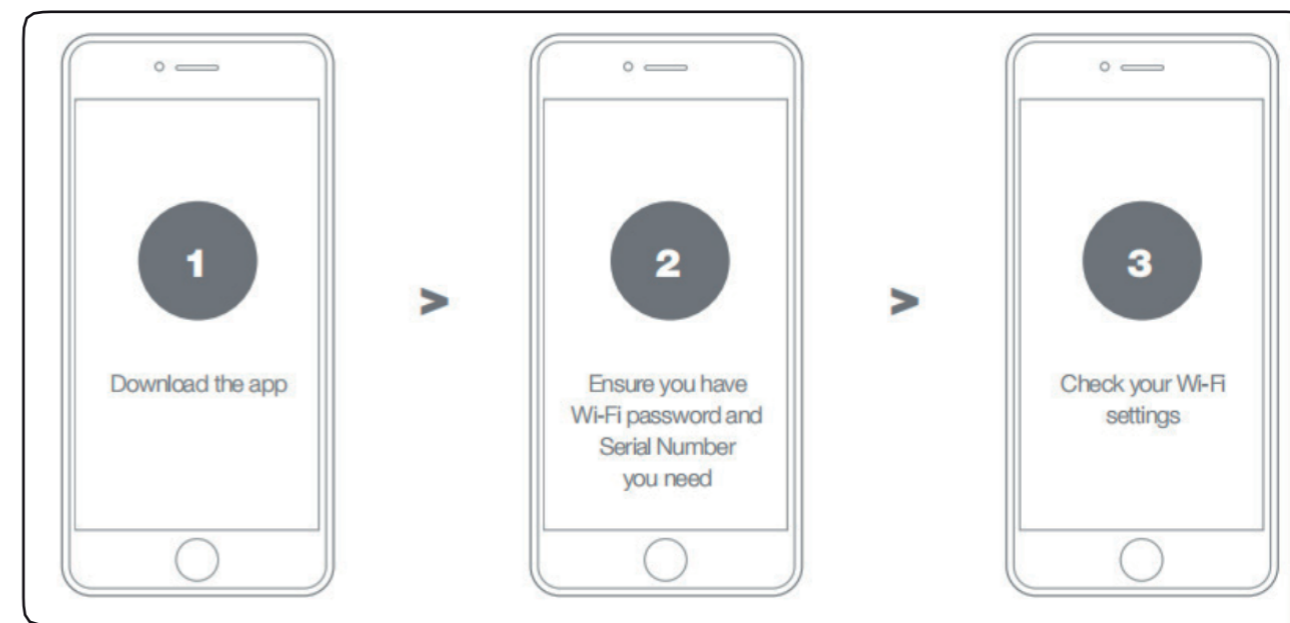 1
Download the app
>
2
Ensure you have
Wi-Fi password and
Serial Number
you need
>
3
Check your Wi-Fi
settings